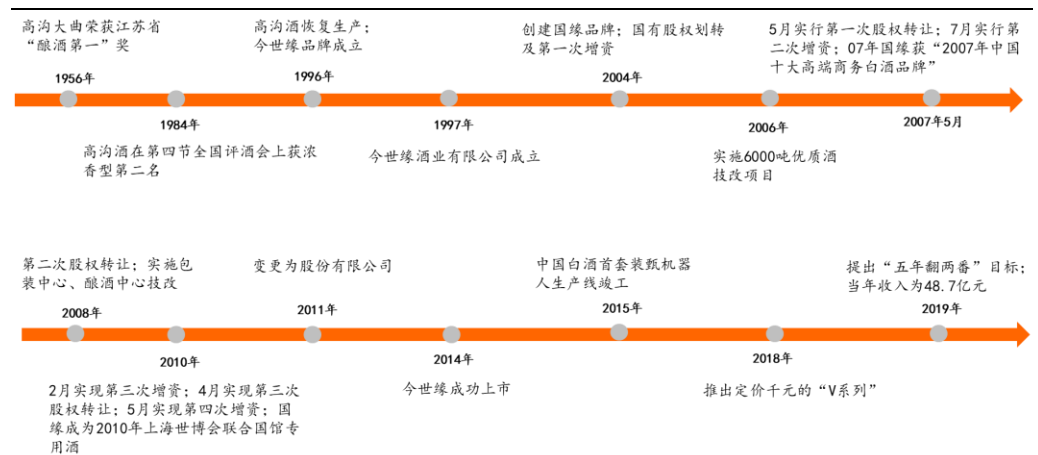 高沟大曲荣获江苏省
“酿酒第一”奖
1956年
1984年
高沟酒在第四节全国评酒会上获浓
香型第二名
高沟酒恢复生产；
今世缘品牌成立
1996年
1997年
今世缘酒业有限公司成立
创建国缘品牌；国有股权划转
及第一次增资
2004年
2006年
实施6000吨优质酒
技改项目
5月实行第一次股权转让；7月实行第
二次增资；07年国缘获“2007年中国
十大高端商务白酒品牌”
2007年5月
第二次股权转让；实施包
装中心、酿酒中心技改
2008年
2010年
2月实现第三次增资；4月实现第三次
股权转让；5月实现第四次增资；国
缘成为2010年上海世博会联合国馆专
用酒
变更为股份有限公司
2011年
2014年
今世缘成功上市
中国白酒首套装甑机器
人生产线竣工
2015年
2018年
推出定价千元的“V系列”
提出“五年翻两番”目标；
当年收入为48.7亿元
2019年